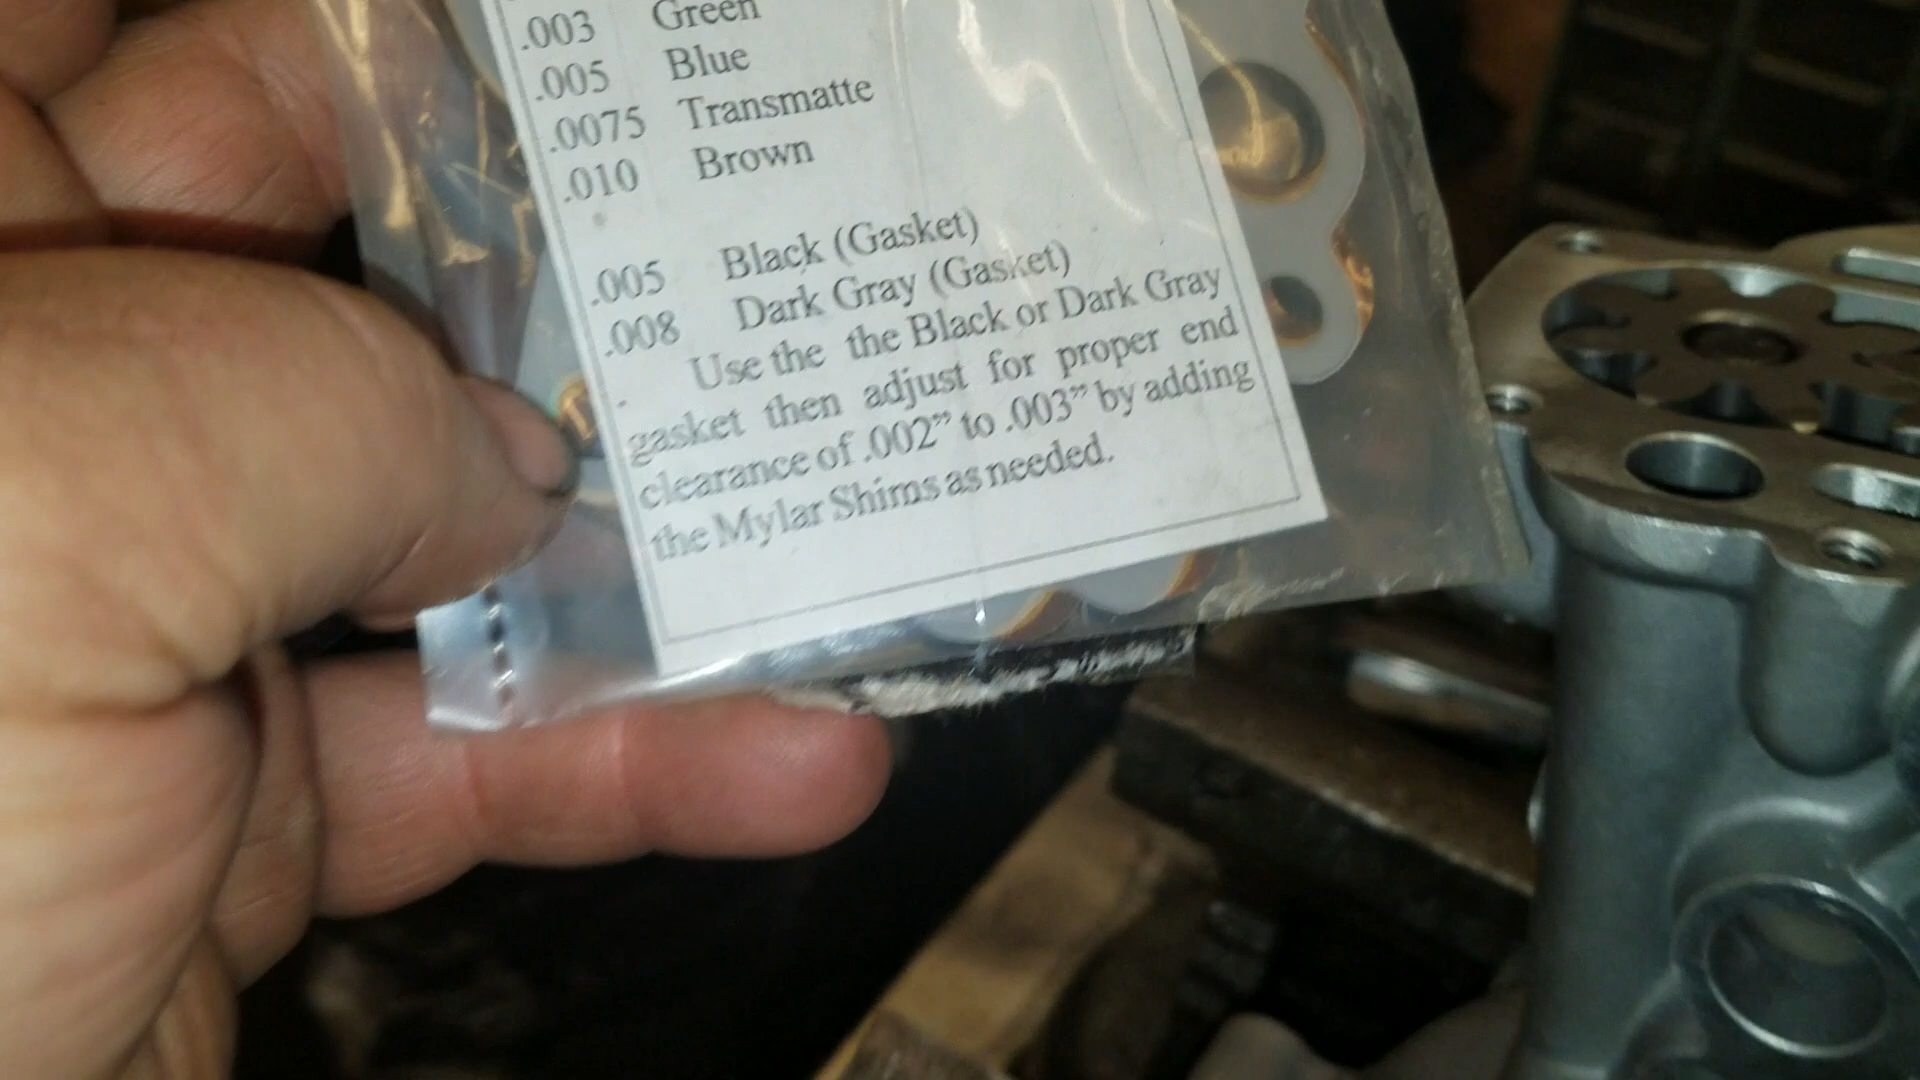 .003 Green
.005 Blue
.0075 Transmatte
.010 Brown
.005 Black (Gasket)
.008 Dark Gray (Gasket)
. Use the the Black or Dark Gray
gasket then adjust for proper end
clearance of .002” to .003” by adding
the Mylar Shims as needed.